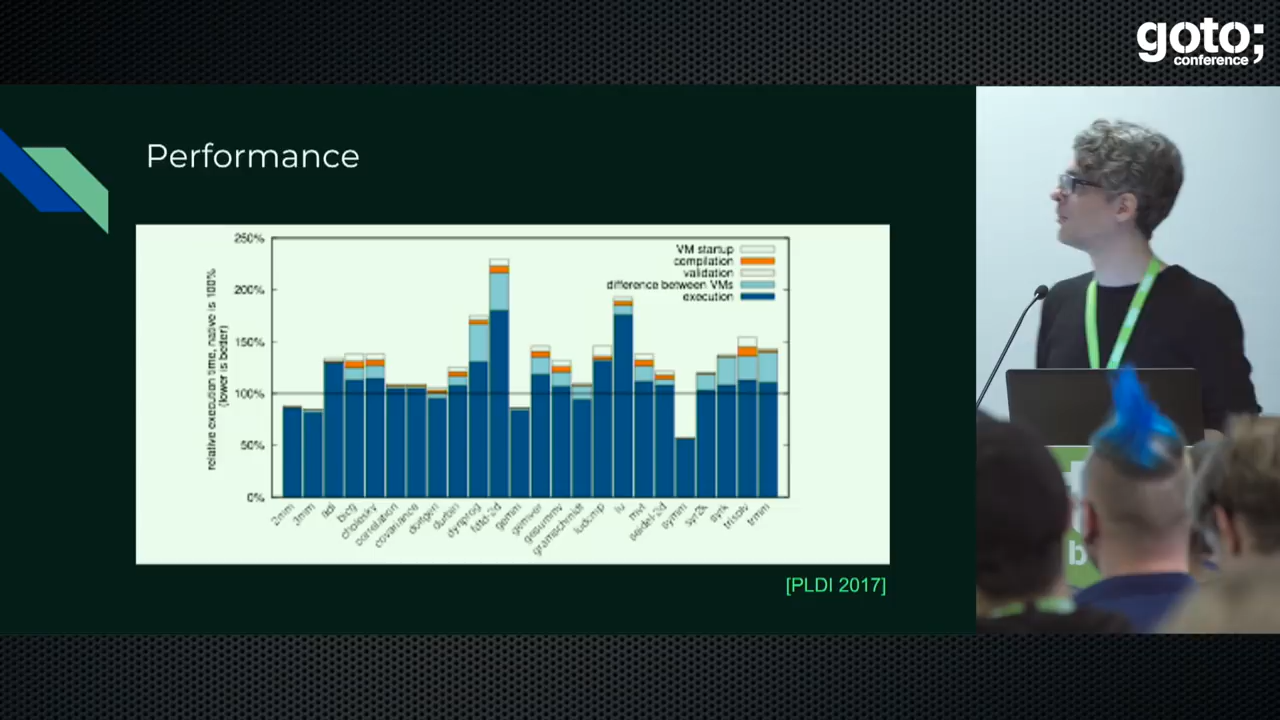 goto;
conference
Performance
250%
200%
150%
100%
50%
0%
relative execution time, native is 100%
(lower is better)
VM startup
compilation
validation
difference between VMs
execution
2mm
3mm
adi
bicg
cholesky
correlation
covariance
doitgen
durbin
dynprog
fdtd-2d
gemm
gemver
gesummv
gramschmidt
ludcmp
lu
mvt
seidel-2d
symm
syr2k
syrk
trisolv
trmm
[PLDI 2017]
b